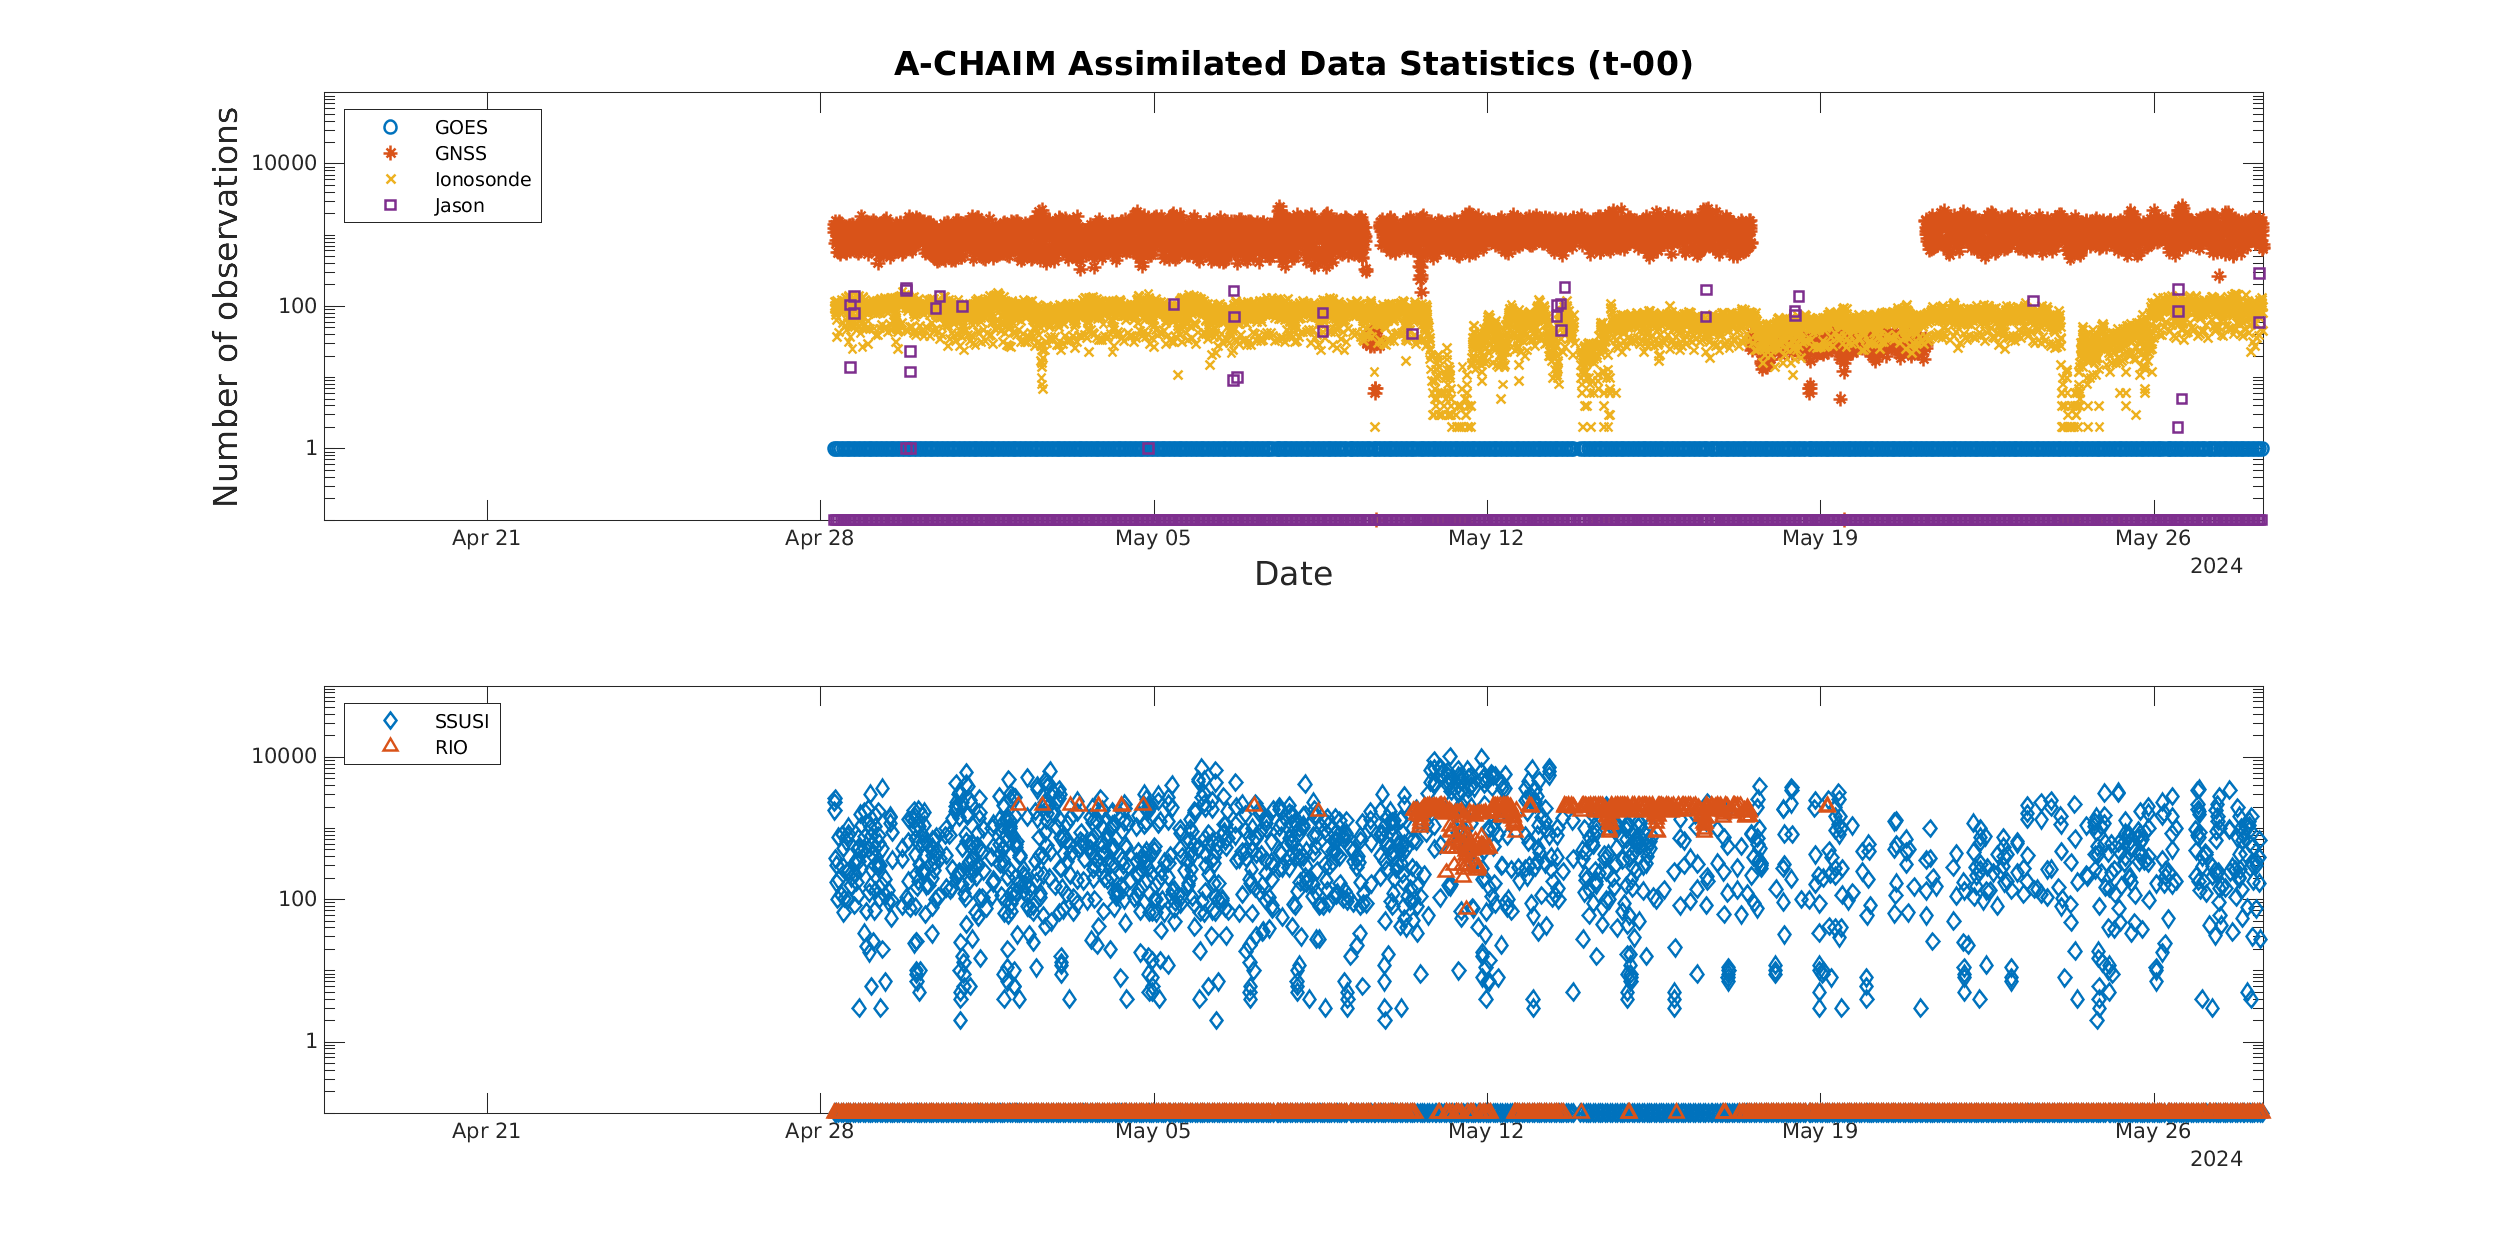 A-CHAIM Assimilated Data Statistics (t-00)
Number of observations
10000
100
1
GOES
GNSS
Ionosonde
Jason
Apr 21
Apr 28
May 05
May 12
May 19
May 26
2024
Date
10000
100
1
SSUSI
RIO
Apr 21
Apr 28
May 05
May 12
May 19
May 26
2024